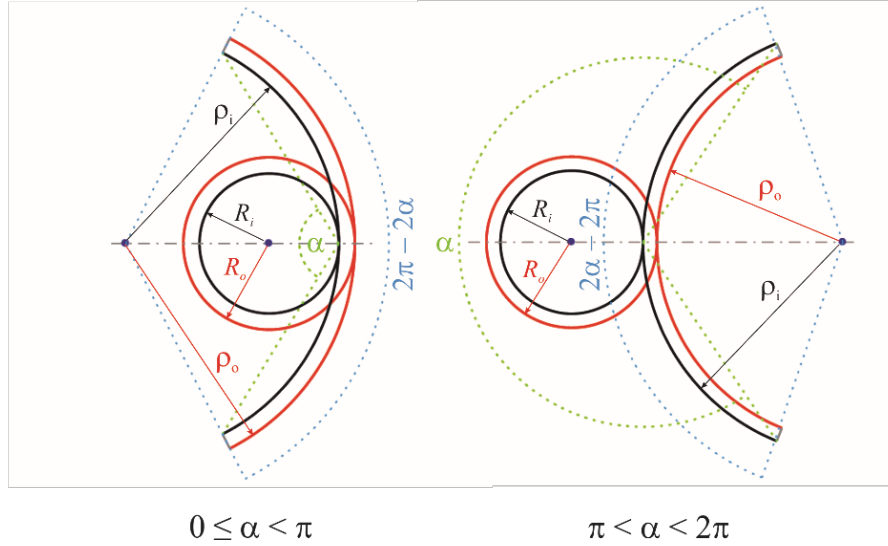 ρi
Ri
α
Ro
ρo
2π − 2α
α
Ri
Ro
2α − 2π
ρo
ρi
0 ≤ α < π
π < α < 2π